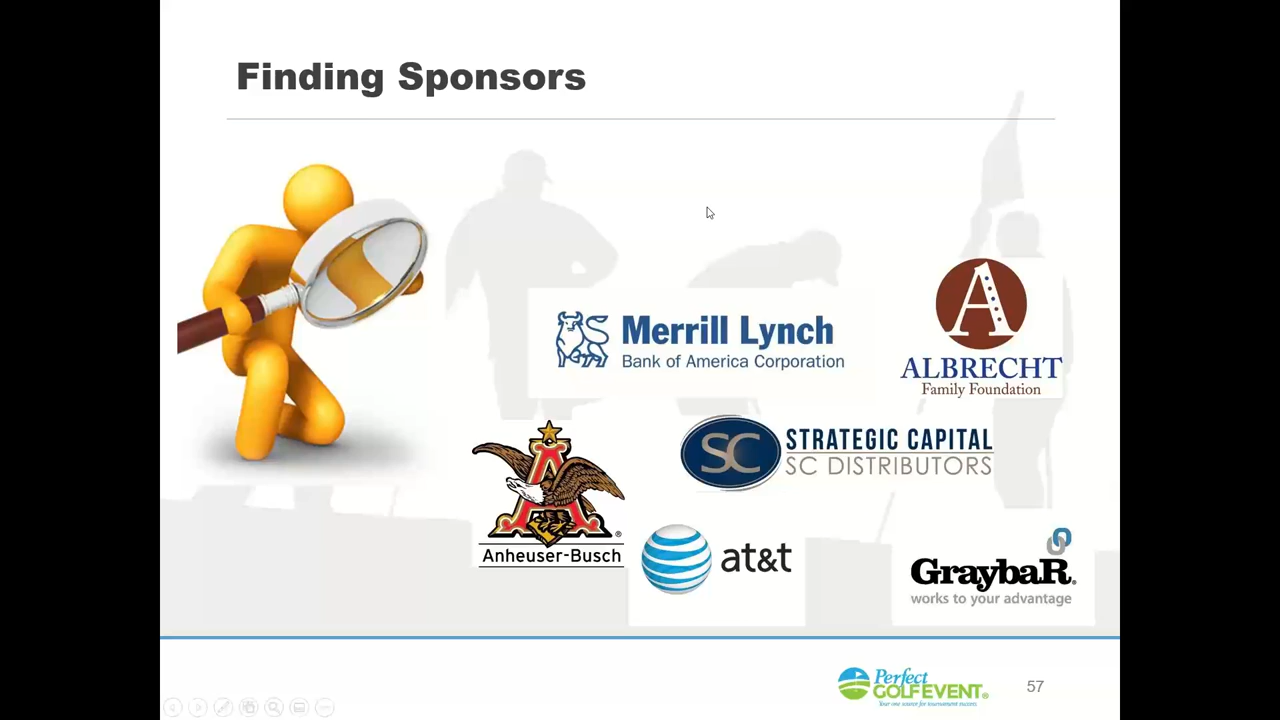 Finding Sponsors
Merrill Lynch
Bank of America Corporation
A
ALBRECHT
Family Foundation
SC
STRATEGIC CAPITAL
SC DISTRIBUTORS
A
Anheuser-Busch
®
at&t
GraybaR®
works to your advantage
Perfect
GOLF EVENT®
Your one source for tournament success
57